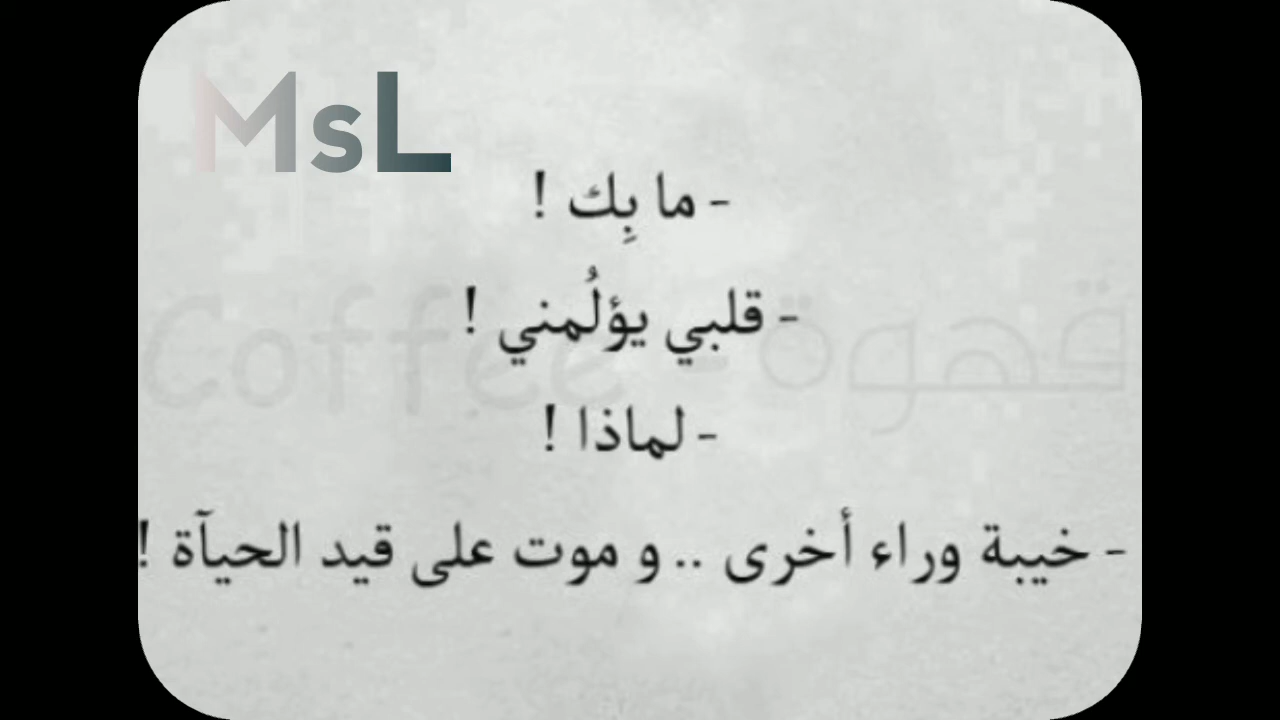 MsL
- ما بِك !
- قلبي يؤلُمني !
قهوة - Coffee
- لماذا !
- خيبة وراء أخرى .. و موت على قيد الحيآة !